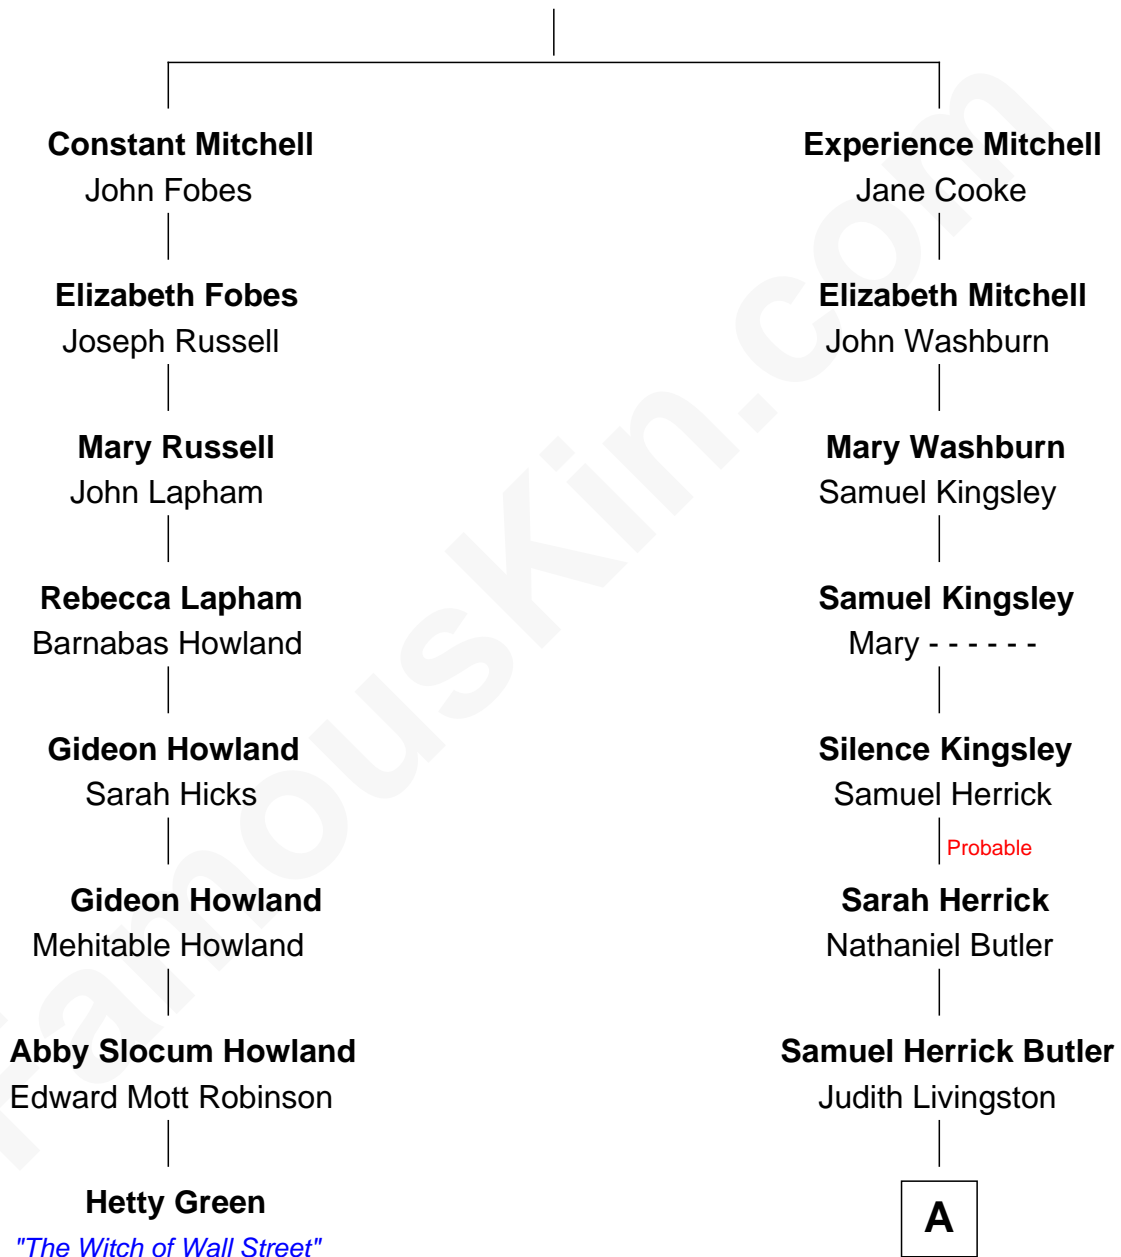 Constant Mitchell
John Fobes
Experience Mitchell
Jane Cooke
Elizabeth Fobes
Joseph Russell
Elizabeth Mitchell
John Washburn
Mary Russell
John Lapham
Mary Washburn
Samuel Kingsley
Rebecca Lapham
Barnabas Howland
Samuel Kingsley
Mary - - - - - -
Gideon Howland
Sarah Hicks
Silence Kingsley
Samuel Herrick
Probable
Gideon Howland
Mehitable Howland
Sarah Herrick
Nathaniel Butler
Abby Slocum Howland
Edward Mott Robinson
Samuel Herrick Butler
Judith Livingston
Hetty Green
"The Witch of Wall Street"
A
FamousKin.com